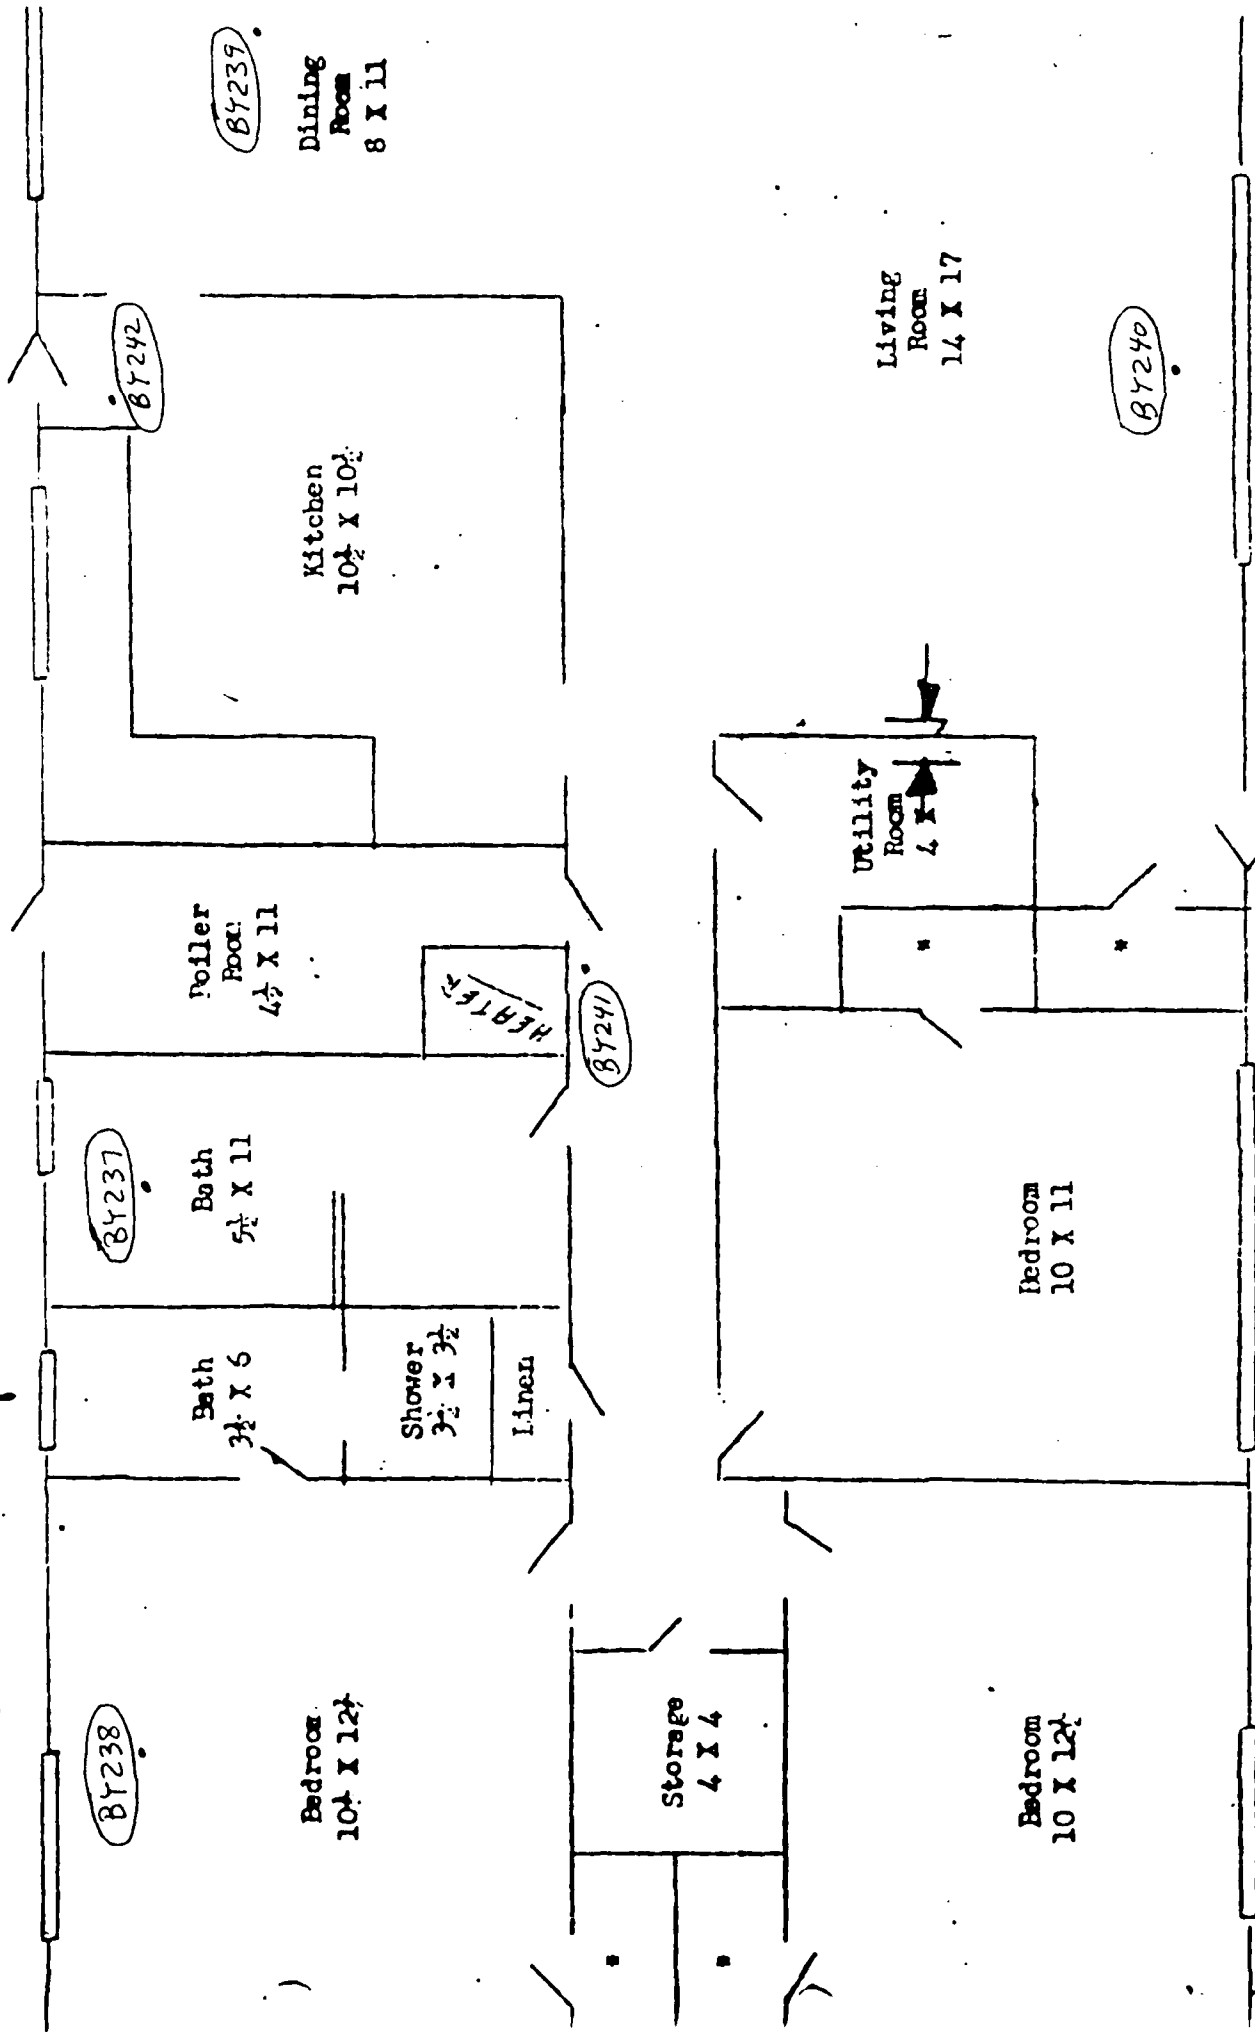 BY238
BY237
BY242
BY239
Bedroom
10½ X 12½
Bath
3½ X 6
Bath
5½ X 11
Boiler
Room
4½ X 11
Kitchen
10½ X 10½
Dining
Room
8 X 11
Shower
3½ X 3½
Linen
HEATER
BY241
*
*
Storage
4 X 4
Utility
Room
4 X
*
*
Living
Room
14 X 17
Bedroom
10 X 12½
Bedroom
10 X 11
BY240